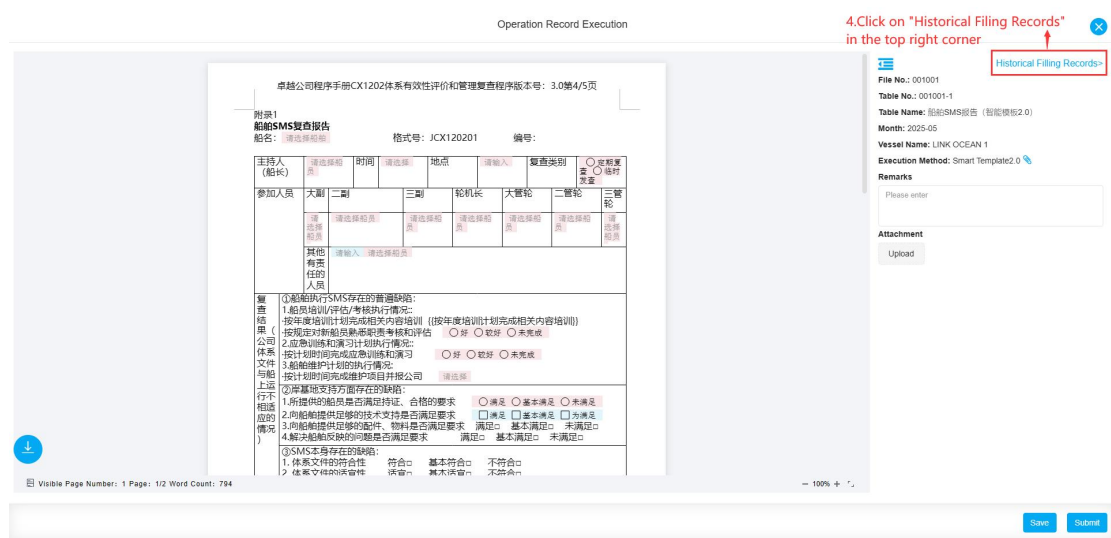 Operation Record Execution
4.Click on "Historical Filing Records"
in the top right corner
Historical Filling Records>
File No.: 001001
Table No.: 001001-1
Table Name: 船舶SMS报告（智能模板2.0）
Month: 2025-05
Vessel Name: LINK OCEAN 1
Execution Method: Smart Template2.0
Remarks
Please enter
Attachment
Upload
卓越公司程序手册CX1202体系有效性评价和管理复查程序版本号：3.0第4/5页
附录1
船舶SMS复查报告
船名： 请选择船舶 格式号：JCX120201 编号：
主持人（船长） 请选择船员 时间 请选择 地点 请输入 复查类别 定期复查 临时发查
参加人员 大副 二副 三副 轮机长 大管轮 二管轮 三管轮
请选择船员 请选择船员 请选择船员 请选择船员 请选择船员 请选择船员 请选择船员
其他有责任的人员 请输入 请选择船员
复查结果（公司体系文件与船上运行不相适应的情况）
①船舶执行SMS存在的普遍缺陷：
1.船员培训/评估/考核执行情况::
·按年度培训计划完成相关内容培训 {{按年度培训计划完成相关内容培训}}
·按规定对新船员熟悉职责考核和评估 好 较好 未完成
2.应急训练和演习计划执行情况::
·按计划时间完成应急训练和演习 好 较好 未完成
3.船舶维护计划的执行情况:
·按计划时间完成维护项目并报公司 请选择
②岸基地支持方面存在的缺陷：
1.所提供的船员是否满足持证、合格的要求 满足 基本满足 未满足
2.向船舶提供足够的技术支持是否满足要求 满足 基本满足 为满足
3.向船舶提供足够的配件、物料是否满足要求 满足□ 基本满足□ 未满足□
4.解决船舶反映的问题是否满足要求 满足□ 基本满足□ 未满足□
③SMS本身存在的缺陷：
1. 体系文件的符合性 符合□ 基本符合□ 不符合□
2. 体系文件的适宜性 适宜□ 基本适宜□ 不符合□
Visible Page Number: 1 Page: 1/2 Word Count: 794
− 100% +
Save Submit